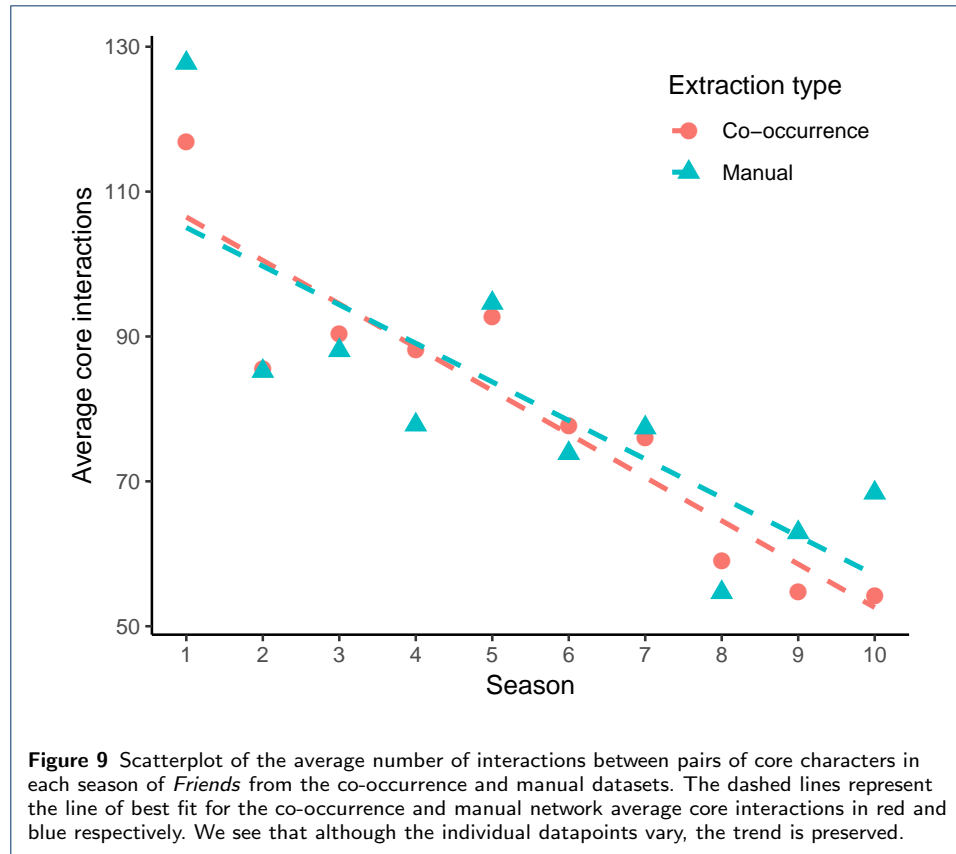 130
110
90
70
50
Average core interactions
Extraction type
Co-occurrence
Manual
1 2 3 4 5 6 7 8 9 10
Season
Figure 9 Scatterplot of the average number of interactions between pairs of core characters in
each season of Friends from the co-occurrence and manual datasets. The dashed lines represent
the line of best fit for the co-occurrence and manual network average core interactions in red and
blue respectively. We see that although the individual datapoints vary, the trend is preserved.